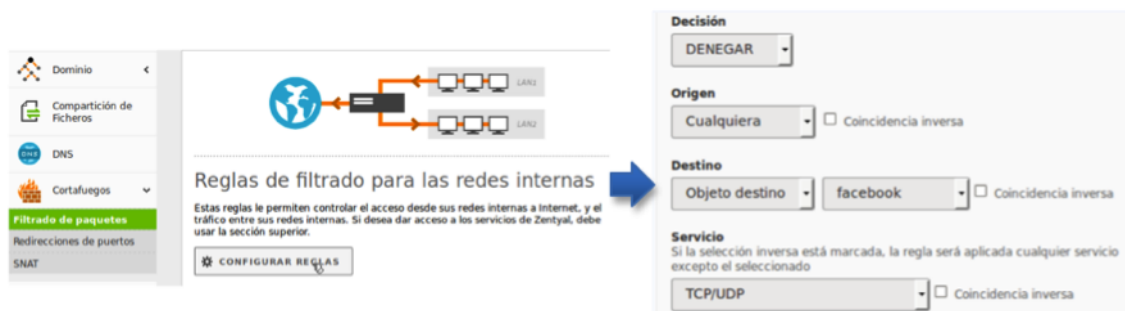 Dominio
Compartición de
Ficheros
DNS
DNS
Cortafuegos
Filtrado de paquetes
Redirecciones de puertos
SNAT
LAN1
LAN2
Reglas de filtrado para las redes internas
Estas reglas le permiten controlar el acceso desde sus redes internas a Internet, y el
tráfico entre sus redes internas. Si desea dar acceso a los servicios de Zentyal, debe
usar la sección superior.
CONFIGURAR REGLAS
Decisión
DENEGAR
Origen
Cualquiera
Coincidencia inversa
Destino
Objeto destino
facebook
Coincidencia inversa
Servicio
Si la selección inversa está marcada, la regla será aplicada cualquier servicio
excepto el seleccionado
TCP/UDP
Coincidencia inversa